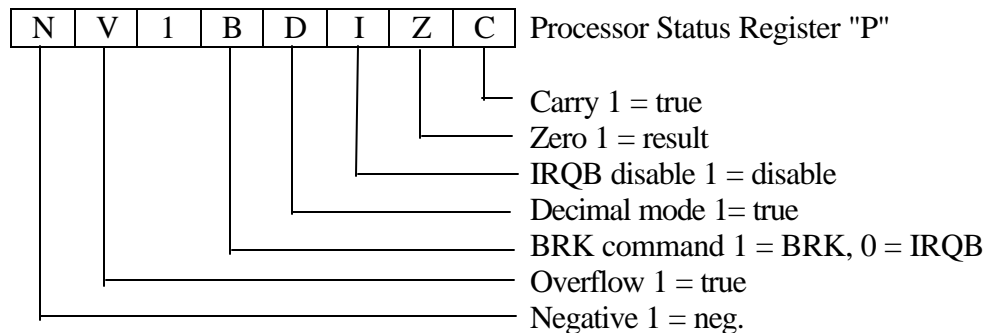 N V 1 B D I Z C Processor Status Register "P"
Carry 1 = true
Zero 1 = result
IRQB disable 1 = disable
Decimal mode 1= true
BRK command 1 = BRK, 0 = IRQB
Overflow 1 = true
Negative 1 = neg.